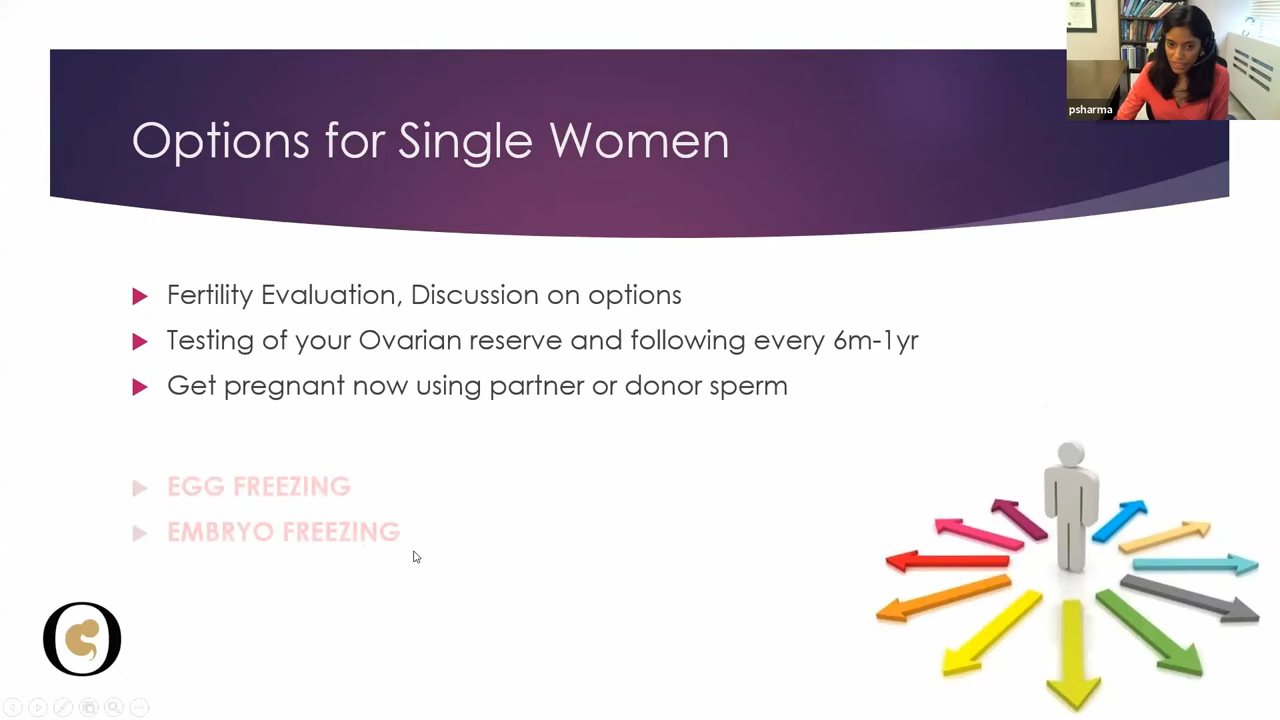 psharma
Options for Single Women
Fertility Evaluation, Discussion on options
Testing of your Ovarian reserve and following every 6m-1yr
Get pregnant now using partner or donor sperm
EGG FREEZING
EMBRYO FREEZING